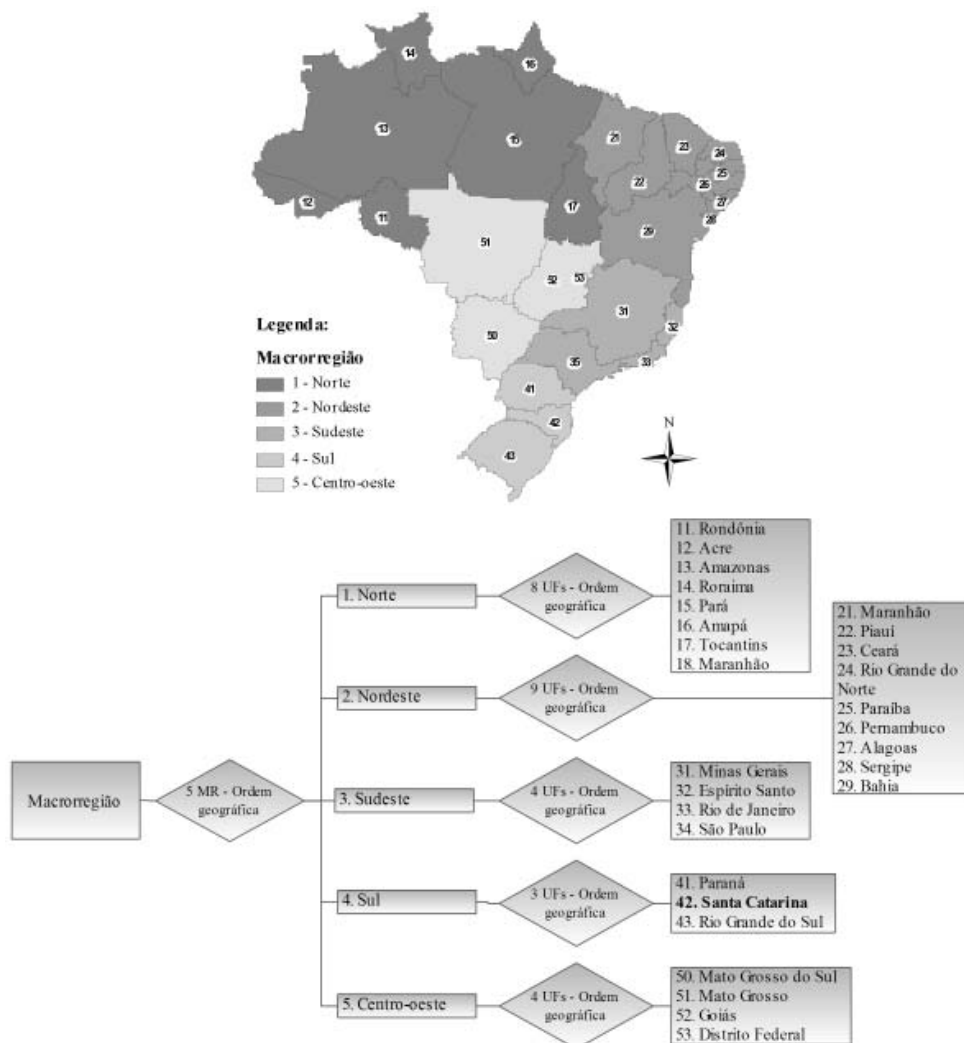 14
16
13
15
21
23
24
22
25
26
27
28
12
11
17
29
51
52
53
31
32
50
35
33
41
42
43
Legenda:
Macrorregião
1 - Norte
2 - Nordeste
3 - Sudeste
4 - Sul
5 - Centro-oeste
N
Macrorregião
5 MR - Ordem
geográfica
1. Norte
8 UFs - Ordem
geográfica
11. Rondônia
12. Acre
13. Amazonas
14. Roraima
15. Pará
16. Amapá
17. Tocantins
18. Maranhão
2. Nordeste
9 UFs - Ordem
geográfica
21. Maranhão
22. Piauí
23. Ceará
24. Rio Grande do
Norte
25. Paraíba
26. Pernambuco
27. Alagoas
28. Sergipe
29. Bahia
3. Sudeste
4 UFs - Ordem
geográfica
31. Minas Gerais
32. Espírito Santo
33. Rio de Janeiro
34. São Paulo
4. Sul
3 UFs - Ordem
geográfica
41. Paraná
42. Santa Catarina
43. Rio Grande do Sul
5. Centro-oeste
4 UFs - Ordem
geográfica
50. Mato Grosso do Sul
51. Mato Grosso
52. Goiás
53. Distrito Federal